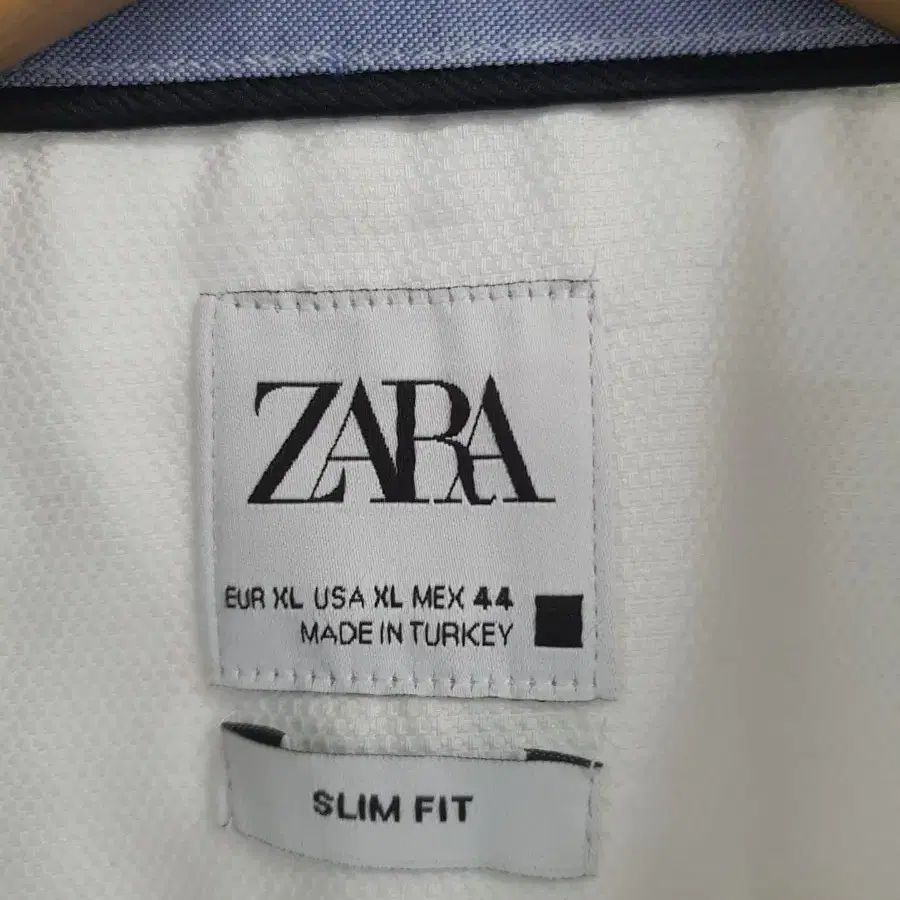 ZARA
EUR XL USA XL MEX 44
MADE IN TURKEY
SLIM FIT